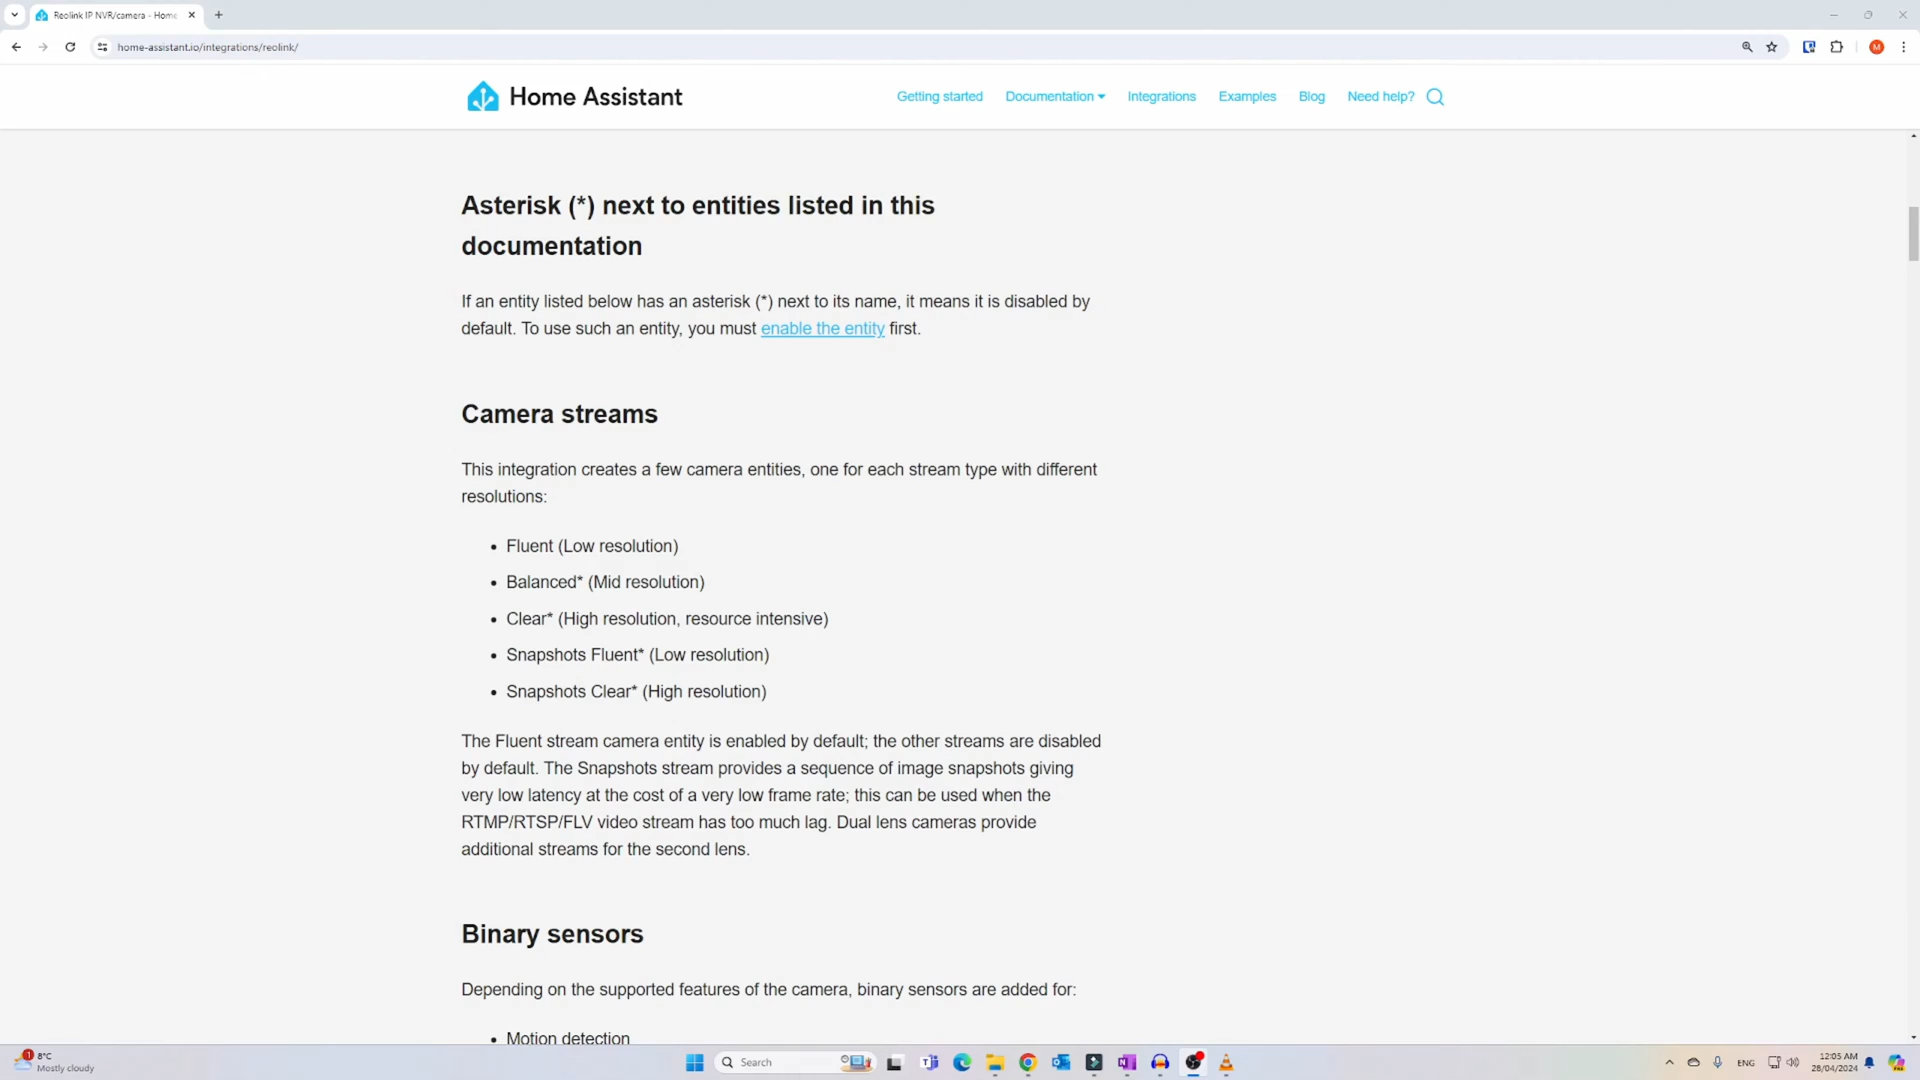 Reolink IP NVR/camera - Home
home-assistant.io/integrations/reolink/
M
Home Assistant
Getting started Documentation Integrations Examples Blog Need help?
Asterisk (*) next to entities listed in this
documentation
If an entity listed below has an asterisk (*) next to its name, it means it is disabled by
default. To use such an entity, you must enable the entity first.
Camera streams
This integration creates a few camera entities, one for each stream type with different
resolutions:
• Fluent (Low resolution)
• Balanced* (Mid resolution)
• Clear* (High resolution, resource intensive)
• Snapshots Fluent* (Low resolution)
• Snapshots Clear* (High resolution)
The Fluent stream camera entity is enabled by default; the other streams are disabled
by default. The Snapshots stream provides a sequence of image snapshots giving
very low latency at the cost of a very low frame rate; this can be used when the
RTMP/RTSP/FLV video stream has too much lag. Dual lens cameras provide
additional streams for the second lens.
Binary sensors
Depending on the supported features of the camera, binary sensors are added for:
• Motion detection
1
8°C
Mostly cloudy
Search
ENG
12:05 AM
28/04/2024